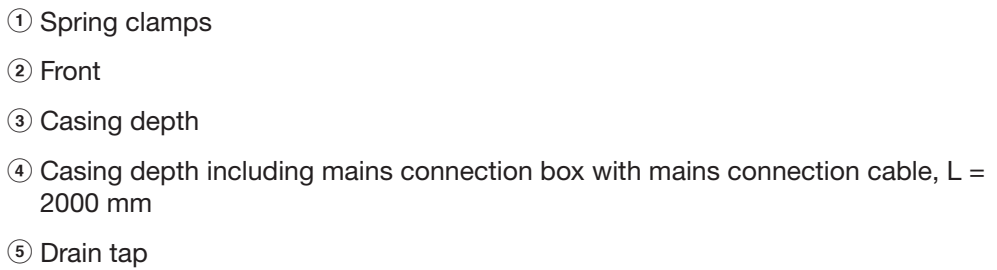 ① Spring clamps
② Front
③ Casing depth
④ Casing depth including mains connection box with mains connection cable, L =
2000 mm
⑤ Drain tap